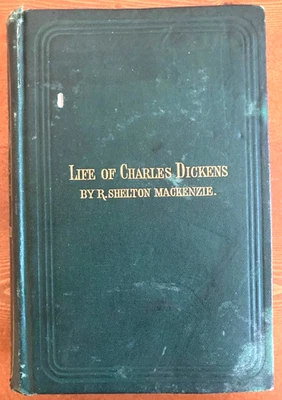 LIFE OF CHARLES DICKENS
BY R. SHELTON MACKENZIE.